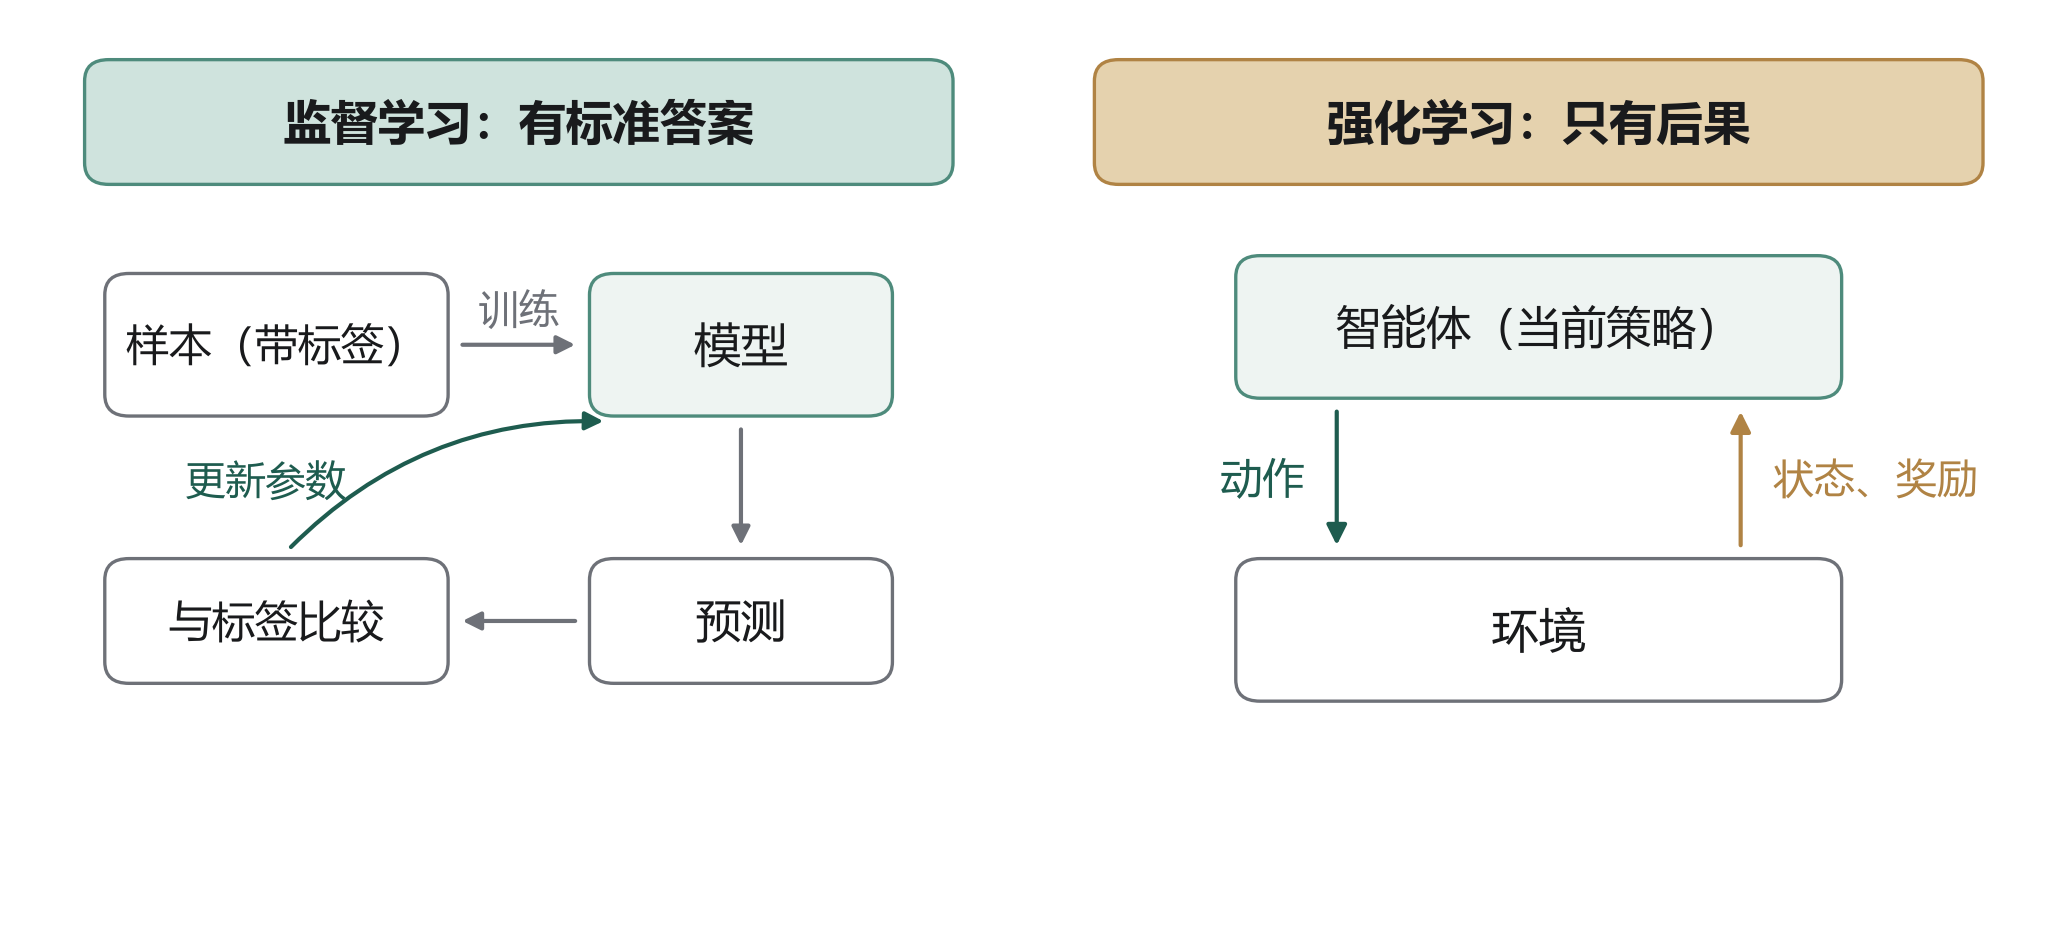 监督学习：有标准答案
样本（带标签）
训练
模型
更新参数
与标签比较
预测
强化学习：只有后果
智能体（当前策略）
动作
状态、奖励
环境